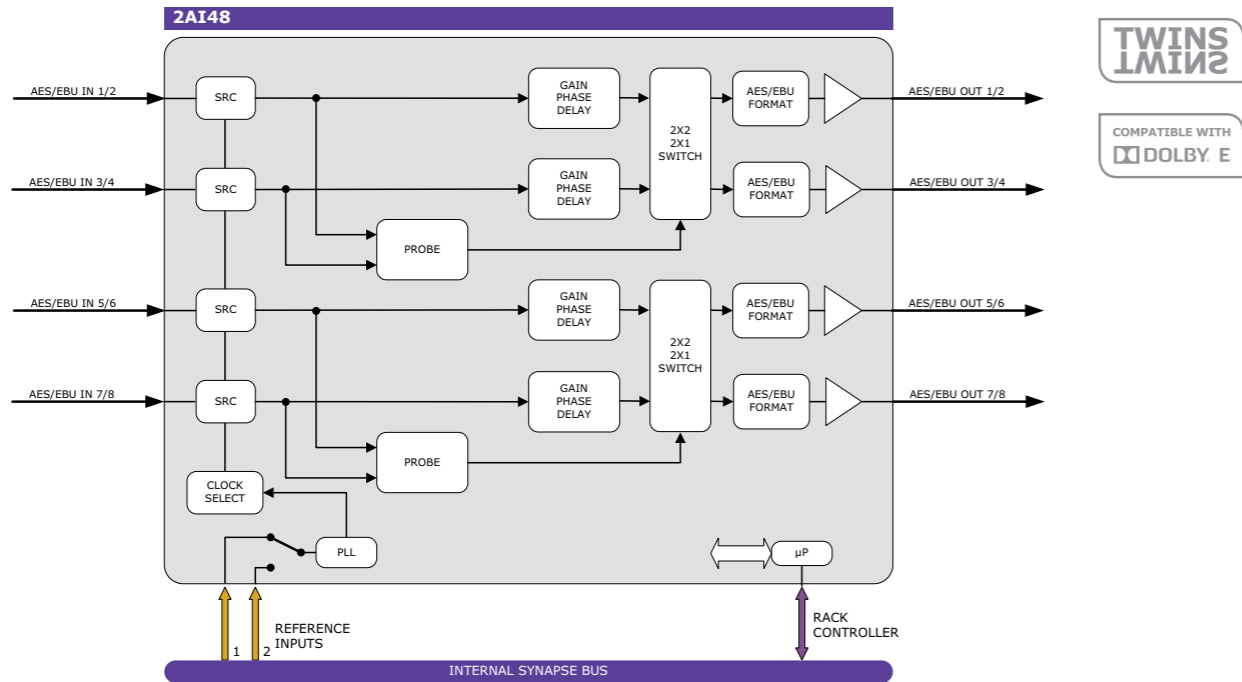 2AI48
TWINS
TWINS
COMPATIBLE WITH
DOLBY E
AES/EBU IN 1/2
SRC
GAIN
PHASE
DELAY
2X2
2X1
SWITCH
AES/EBU
FORMAT
AES/EBU OUT 1/2
AES/EBU IN 3/4
SRC
GAIN
PHASE
DELAY
AES/EBU
FORMAT
AES/EBU OUT 3/4
PROBE
AES/EBU IN 5/6
SRC
GAIN
PHASE
DELAY
2X2
2X1
SWITCH
AES/EBU
FORMAT
AES/EBU OUT 5/6
AES/EBU IN 7/8
SRC
GAIN
PHASE
DELAY
AES/EBU
FORMAT
AES/EBU OUT 7/8
PROBE
CLOCK
SELECT
PLL
µP
1
2
REFERENCE
INPUTS
RACK
CONTROLLER
INTERNAL SYNAPSE BUS